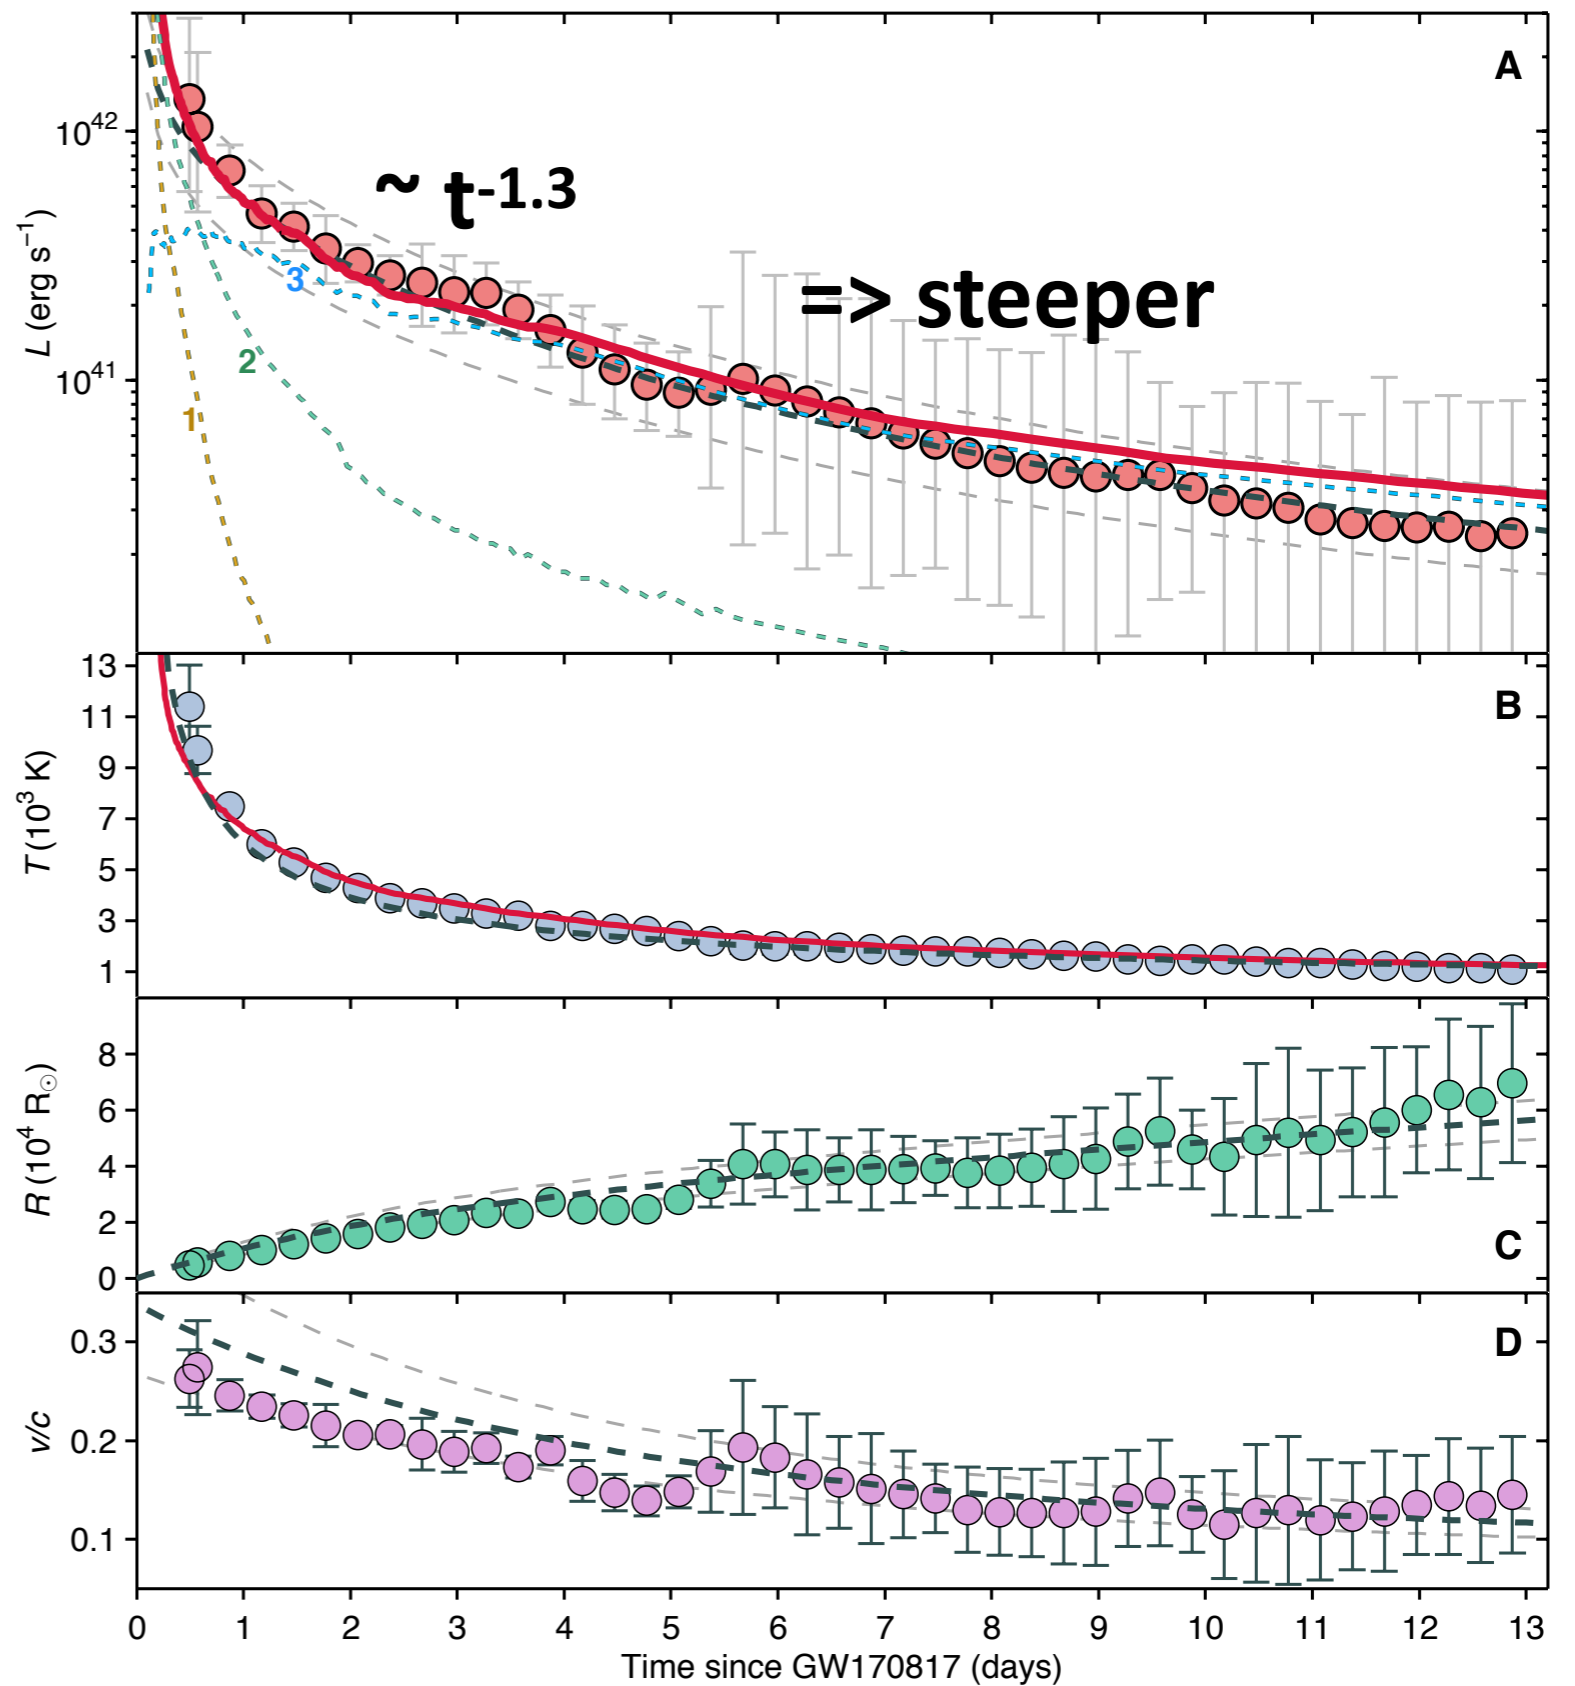 A
10^42
~ t^-1.3
3
=> steeper
L (erg s^−1)
2
10^41
1
13
B
11
9
T (10^3 K)
7
5
3
1
8
R (10^4 R_⊙)
6
4
2
C
0
0.3
D
v/c
0.2
0.1
0 1 2 3 4 5 6 7 8 9 10 11 12 13
Time since GW170817 (days)